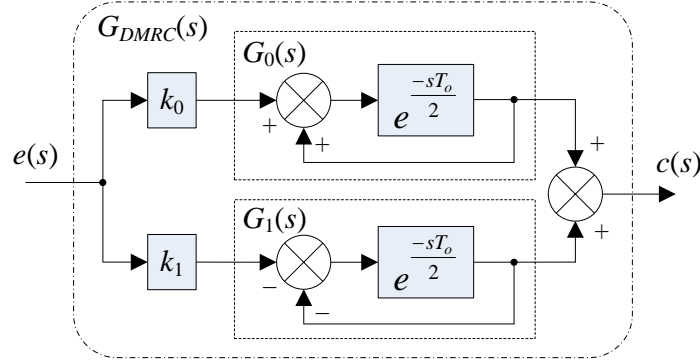 G_DMRC(s)
G_0(s)
k_0
+
+
e^{-sT_o/2}
+
e(s)
c(s)
+
G_1(s)
k_1
−
−
e^{-sT_o/2}